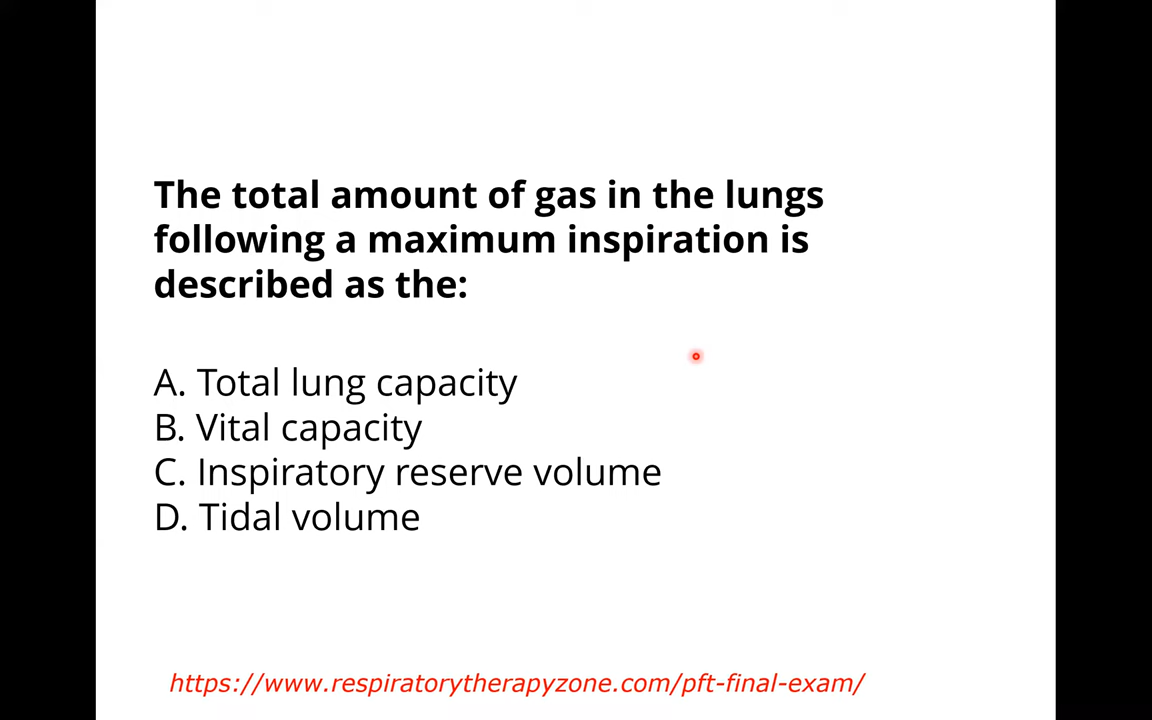 The total amount of gas in the lungs
following a maximum inspiration is
described as the:
A. Total lung capacity
B. Vital capacity
C. Inspiratory reserve volume
D. Tidal volume
https://www.respiratorytherapyzone.com/pft-final-exam/